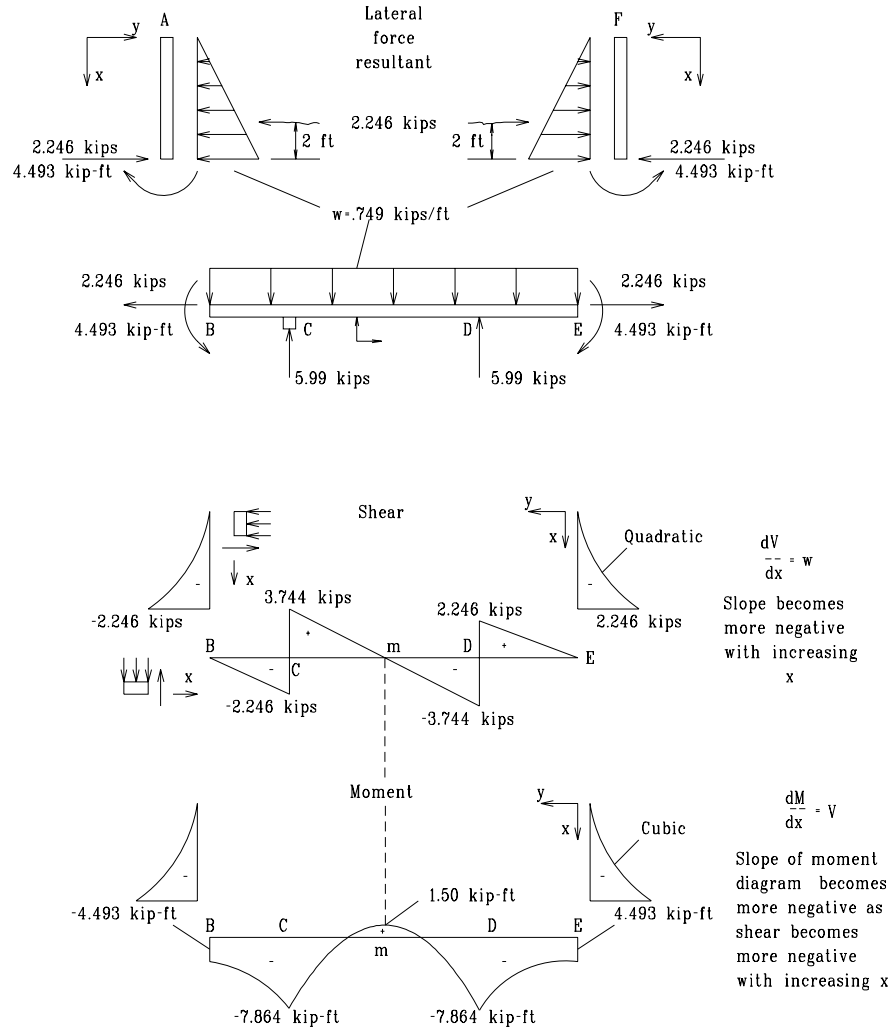 A
Lateral
force
resultant
F
y
x
y
x
2.246 kips
2 ft
2 ft
2.246 kips
4.493 kip-ft
2.246 kips
4.493 kip-ft
w=.749 kips/ft
2.246 kips
4.493 kip-ft
B
C
D
E
2.246 kips
4.493 kip-ft
5.99 kips
5.99 kips
Shear
y
x
Quadratic
x
-
-
dV
dx
= w
Slope becomes
more negative
with increasing
x
-2.246 kips
3.744 kips
2.246 kips
2.246 kips
B
+
m
D
+
E
-
C
-
x
-2.246 kips
-3.744 kips
Moment
y
x
Cubic
-
-
dM
dx
= V
Slope of moment
diagram becomes
more negative as
shear becomes
more negative
with increasing x
-4.493 kip-ft
1.50 kip-ft
4.493 kip-ft
B
C
+
m
D
E
-
-
-7.864 kip-ft
-7.864 kip-ft